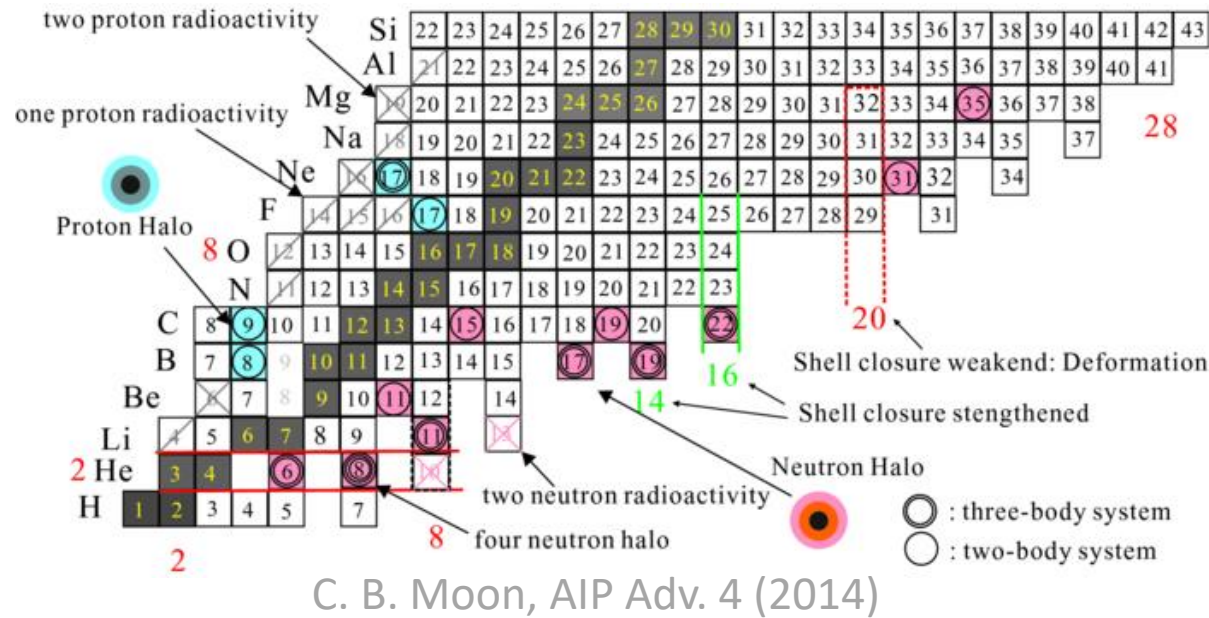 two proton radioactivity
Si 22 23 24 25 26 27 28 29 30 31 32 33 34 35 36 37 38 39 40 41 42 43
Al 21 22 23 24 25 26 27 28 29 30 31 32 33 34 35 36 37 38 39 40 41
Mg 19 20 21 22 23 24 25 26 27 28 29 30 31 32 33 34 35 36 37 38
one proton radioactivity
28
Na 18 19 20 21 22 23 24 25 26 27 28 29 30 31 32 33 34 35 37
Ne 16 17 18 19 20 21 22 23 24 25 26 27 28 29 30 31 32 34
F 14 15 16 17 18 19 20 21 22 23 24 25 26 27 28 29 31
Proton Halo
8 O 12 13 14 15 16 17 18 19 20 21 22 23 24
N 11 12 13 14 15 16 17 18 19 20 21 22 23
C 8 9 10 11 12 13 14 15 16 17 18 19 20 22
20
B 7 8 9 10 11 12 13 14 15 17 19
Shell closure weakend: Deformation
16
Be 6 7 8 9 10 11 12 14
14
Shell closure stengthened
Li 4 5 6 7 8 9 11 13
2 He 3 4 6 8 10
Neutron Halo
two neutron radioactivity
H 1 2 3 4 5 7
: three-body system
8
four neutron halo
: two-body system
2
C. B. Moon, AIP Adv. 4 (2014)